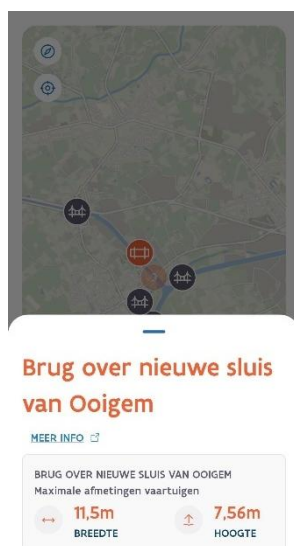 Brug over nieuwe sluis
van Ooigem
MEER INFO
BRUG OVER NIEUWE SLUIS VAN OOIGEM
Maximale afmetingen vaartuigen
11,5m
BREEDTE
7,56m
HOOGTE